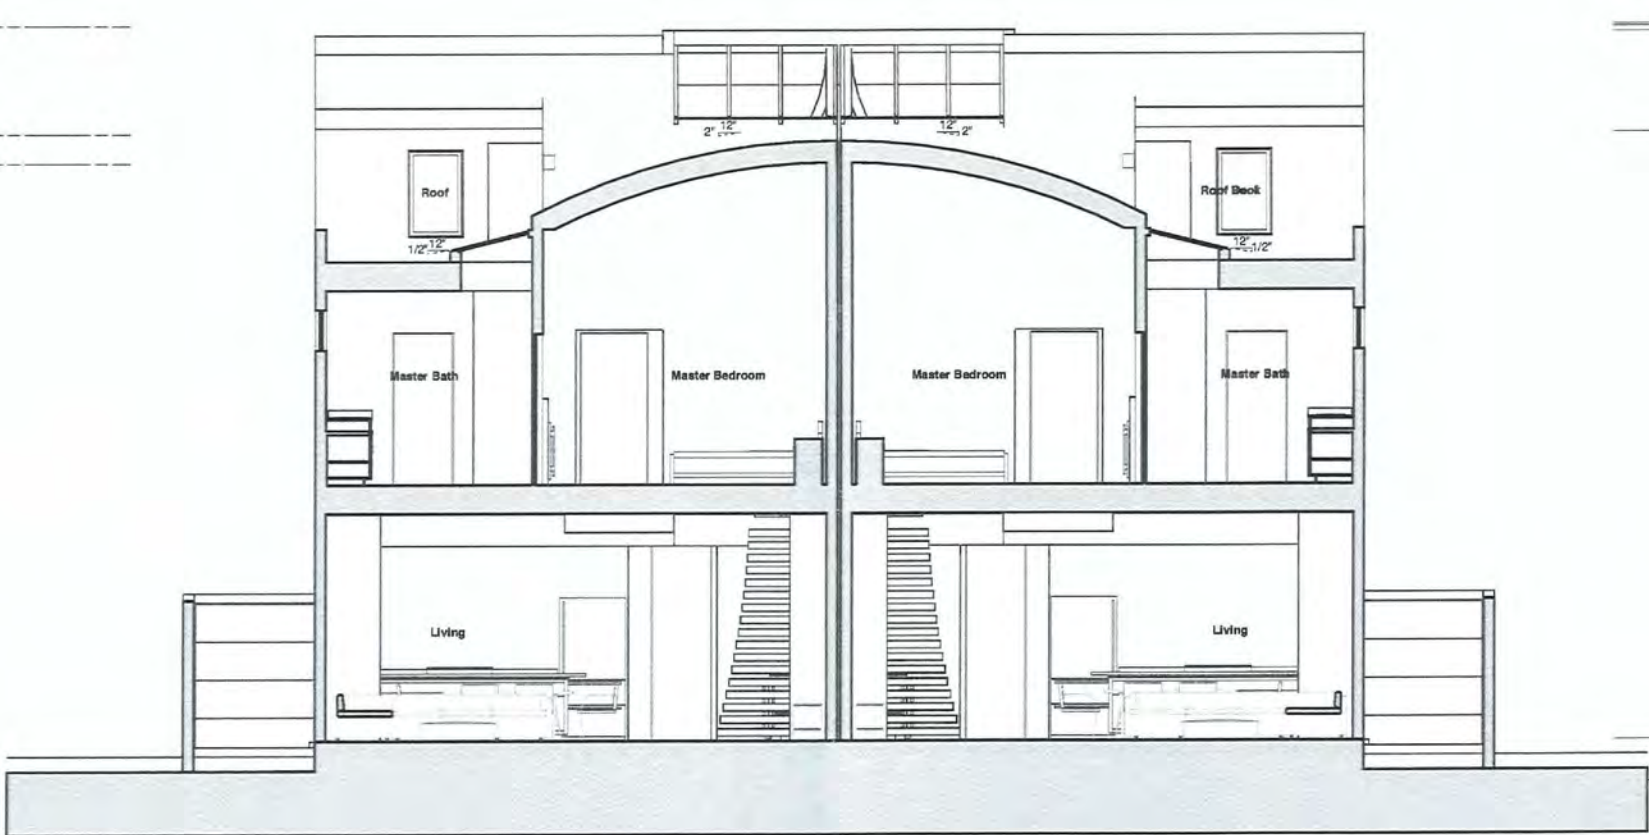 2" 12"
12" 2"
Roof
Roof Deck
1/2" 12"
12" 1/2"
Master Bath
Master Bedroom
Master Bedroom
Master Bath
Living
Living